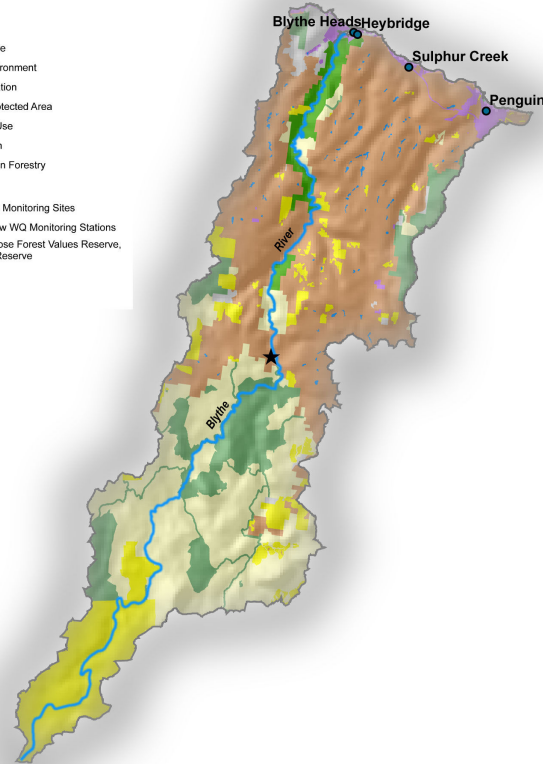 Blythe Heads
Heybridge
Sulphur Creek
Penguin
e
ronment
tion
otected Area
Use
n
n Forestry
Monitoring Sites
w WQ Monitoring Stations
ose Forest Values Reserve,
Reserve
River
Blythe